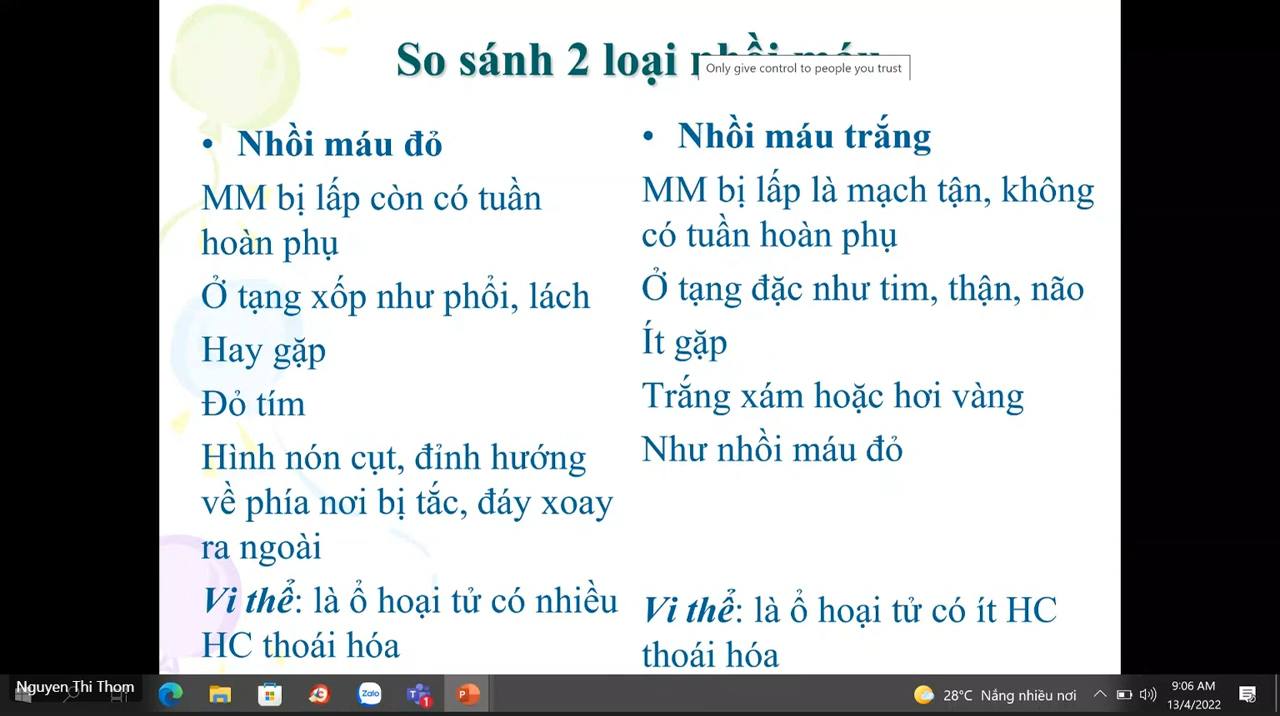 So sánh 2 loại nhồi máu
Only give control to people you trust
• Nhồi máu đỏ
MM bị lấp còn có tuần
hoàn phụ
Ở tạng xốp như phổi, lách
Hay gặp
Đỏ tím
Hình nón cụt, đỉnh hướng
về phía nơi bị tắc, đáy xoay
ra ngoài
Vi thể: là ổ hoại tử có nhiều
HC thoái hóa
• Nhồi máu trắng
MM bị lấp là mạch tận, không
có tuần hoàn phụ
Ở tạng đặc như tim, thận, não
Ít gặp
Trắng xám hoặc hơi vàng
Như nhồi máu đỏ
Vi thể: là ổ hoại tử có ít HC
thoái hóa
Nguyen Thi Thom
Zalo
1
28°C Nắng nhiều nơi
9:06 AM
13/4/2022